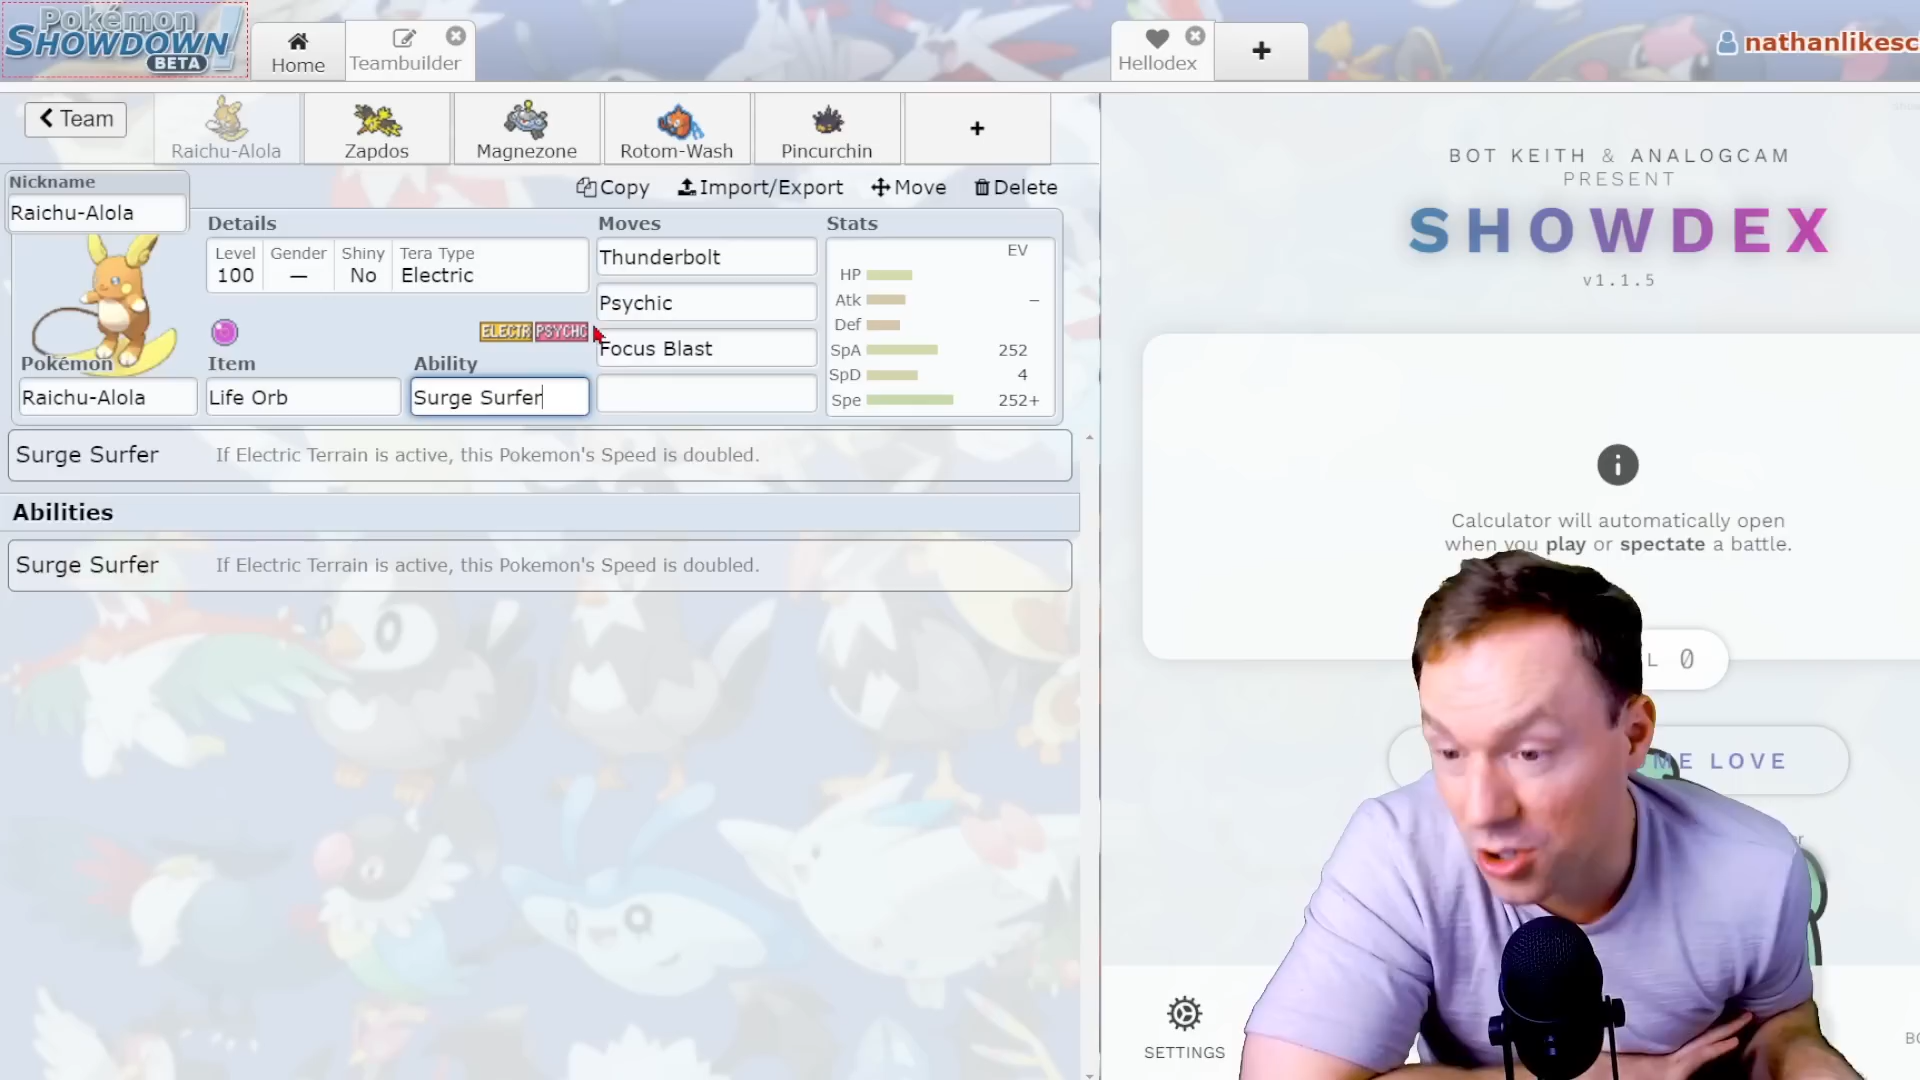 Pokémon
SHOWDOWN
BETA
Home
Teambuilder
Hellodex
+
nathanlikesc
Team
Raichu-Alola
Zapdos
Magnezone
Rotom-Wash
Pincurchin
+
Copy
Import/Export
Move
Delete
Nickname
Raichu-Alola
Details
Level
100
Gender
—
Shiny
No
Tera Type
Electric
ELECTR
PSYCHC
Pokémon
Raichu-Alola
Item
Life Orb
Ability
Surge Surfer
Moves
Thunderbolt
Psychic
Focus Blast
Stats
EV
HP
Atk –
Def
SpA 252
SpD 4
Spe 252+
Surge Surfer If Electric Terrain is active, this Pokemon's Speed is doubled.
Abilities
Surge Surfer If Electric Terrain is active, this Pokemon's Speed is doubled.
BOT KEITH & ANALOGCAM
PRESENT
SHOWDEX
v1.1.5
Calculator will automatically open
when you play or spectate a battle.
L 0
ME LOVE
SETTINGS